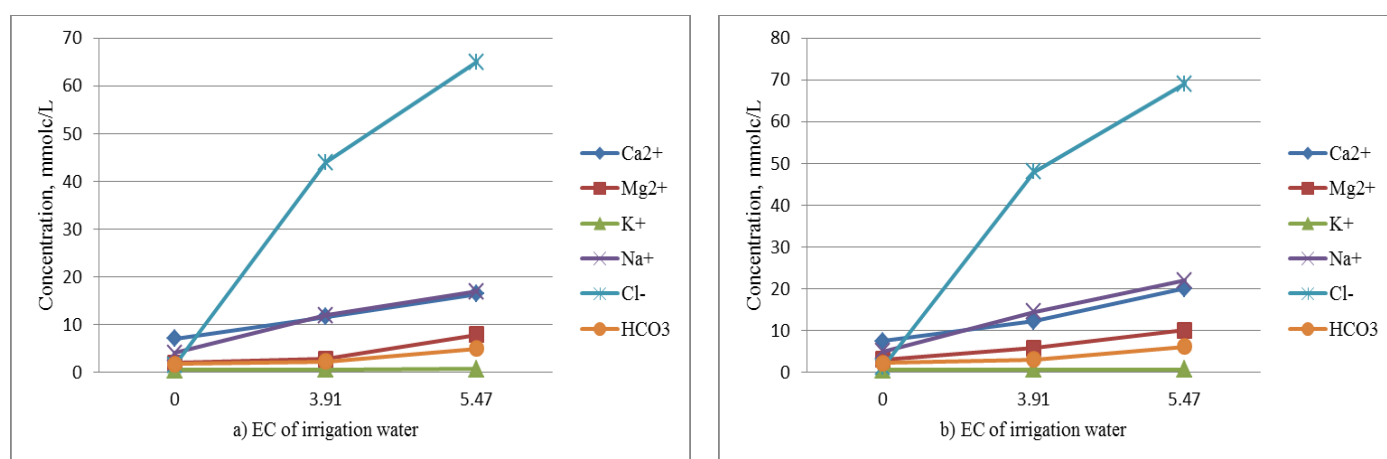 Concentration, mmolc/L
70
60
50
40
30
20
10
0
0 3.91 5.47
a) EC of irrigation water
Ca2+
Mg2+
K+
Na+
Cl-
HCO3
Concentration, mmolc/L
80
70
60
50
40
30
20
10
0
0 3.91 5.47
b) EC of irrigation water
Ca2+
Mg2+
K+
Na+
Cl-
HCO3